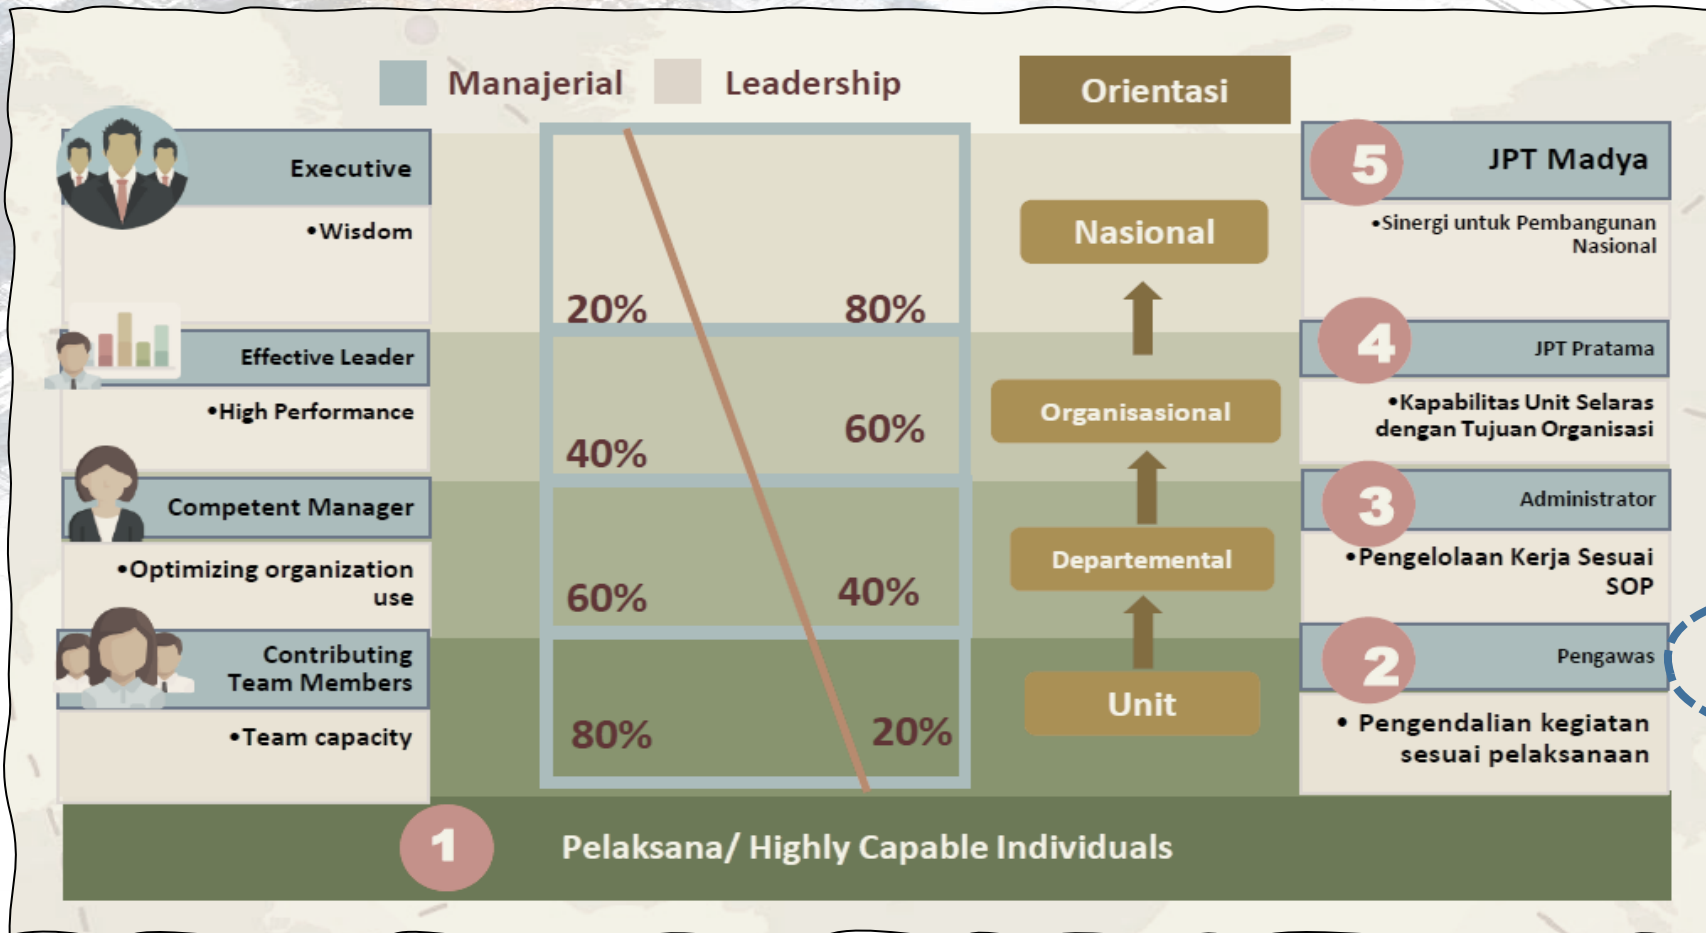 Manajerial
Leadership
Orientasi
Executive
•Wisdom
20%
80%
Nasional
5
JPT Madya
•Sinergi untuk Pembangunan
Nasional
Effective Leader
•High Performance
40%
60%
Organisasional
4
JPT Pratama
•Kapabilitas Unit Selaras
dengan Tujuan Organisasi
Competent Manager
•Optimizing organization
use
60%
40%
Departemental
3
Administrator
•Pengelolaan Kerja Sesuai
SOP
Contributing
Team Members
•Team capacity
80%
20%
Unit
2
Pengawas
• Pengendalian kegiatan
sesuai pelaksanaan
1
Pelaksana/ Highly Capable Individuals